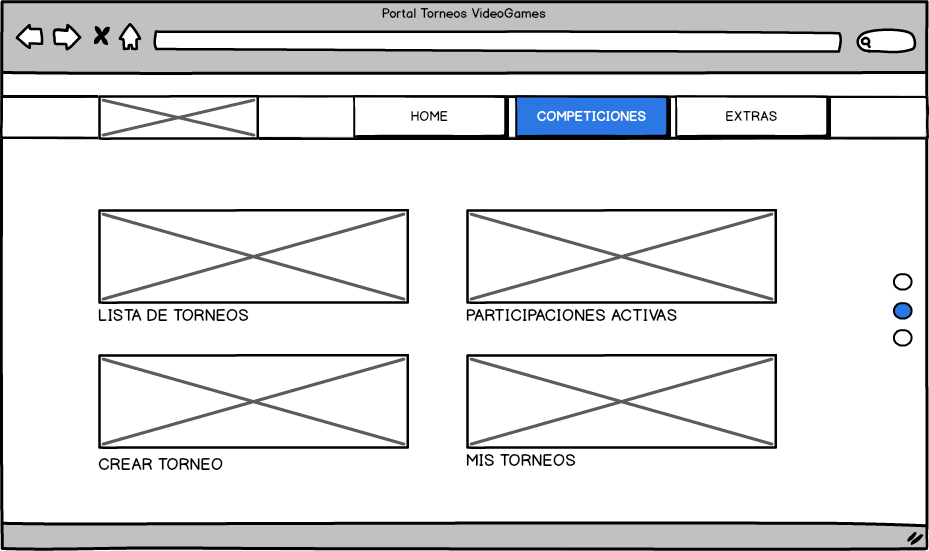 Portal Torneos VideoGames
HOME
COMPETICIONES
EXTRAS
LISTA DE TORNEOS
PARTICIPACIONES ACTIVAS
CREAR TORNEO
MIS TORNEOS